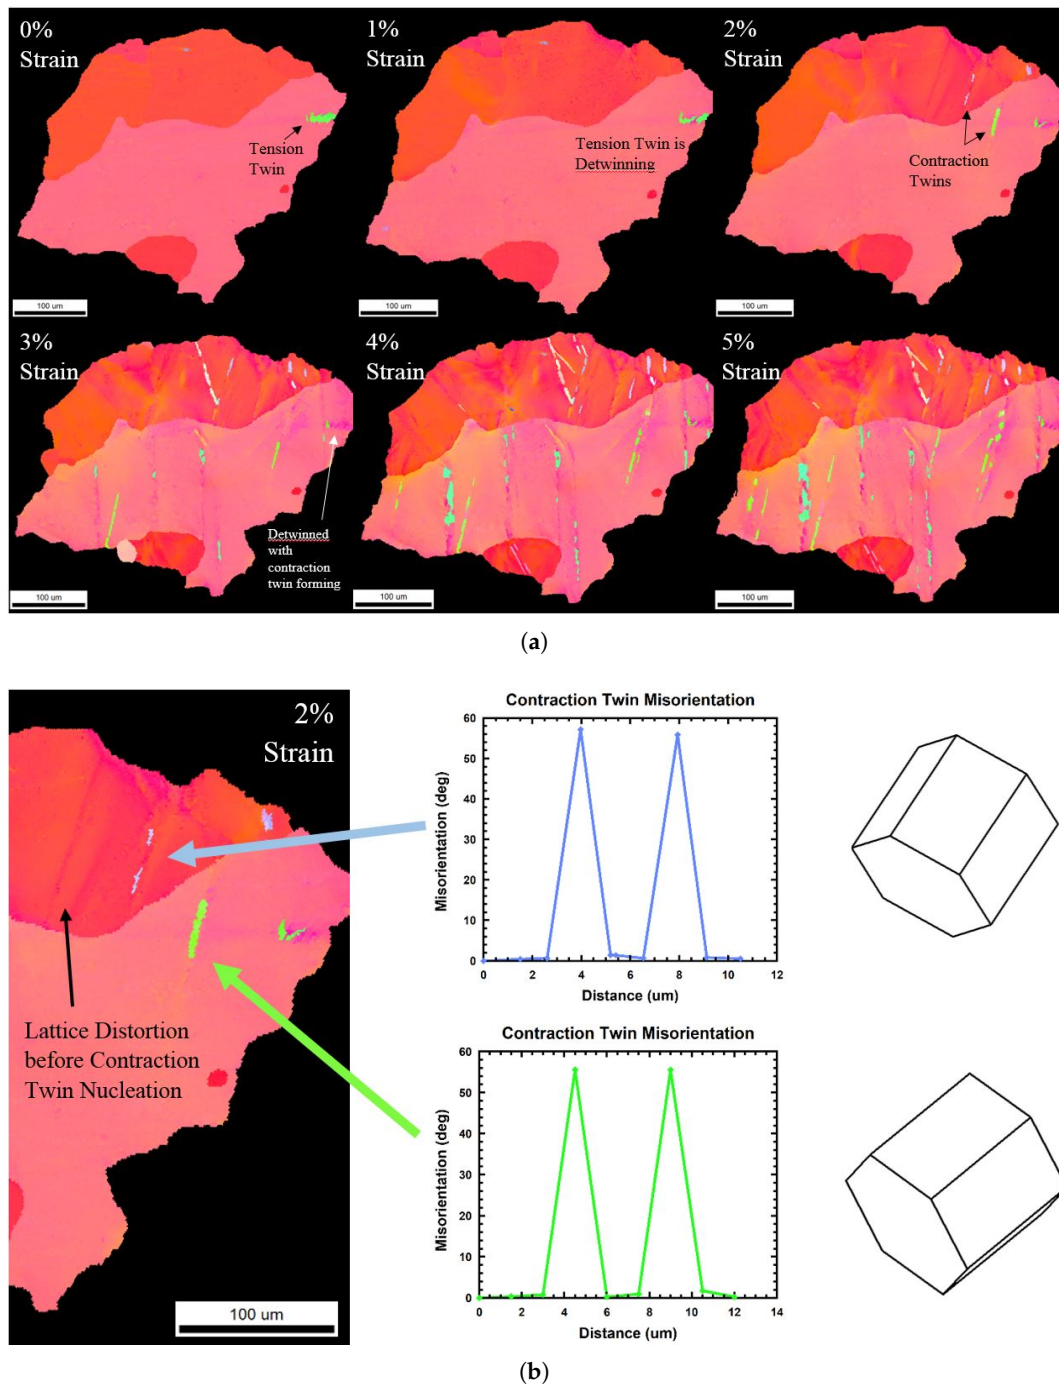 0%
Strain
Tension
Twin
100 um
1%
Strain
Tension Twin is
Detwinning
100 um
2%
Strain
Contraction
Twins
100 um
3%
Strain
Detwinned
with
contraction
twin forming
100 um
4%
Strain
100 um
5%
Strain
100 um
(a)
2%
Strain
Lattice Distortion
before Contraction
Twin Nucleation
100 um
Contraction Twin Misorientation
Misorientation (deg)
60
50
40
30
20
10
0
0 2 4 6 8 10 12
Distance (um)
Contraction Twin Misorientation
Misorientation (deg)
60
50
40
30
20
10
0
0 2 4 6 8 10 12 14
Distance (um)
(b)